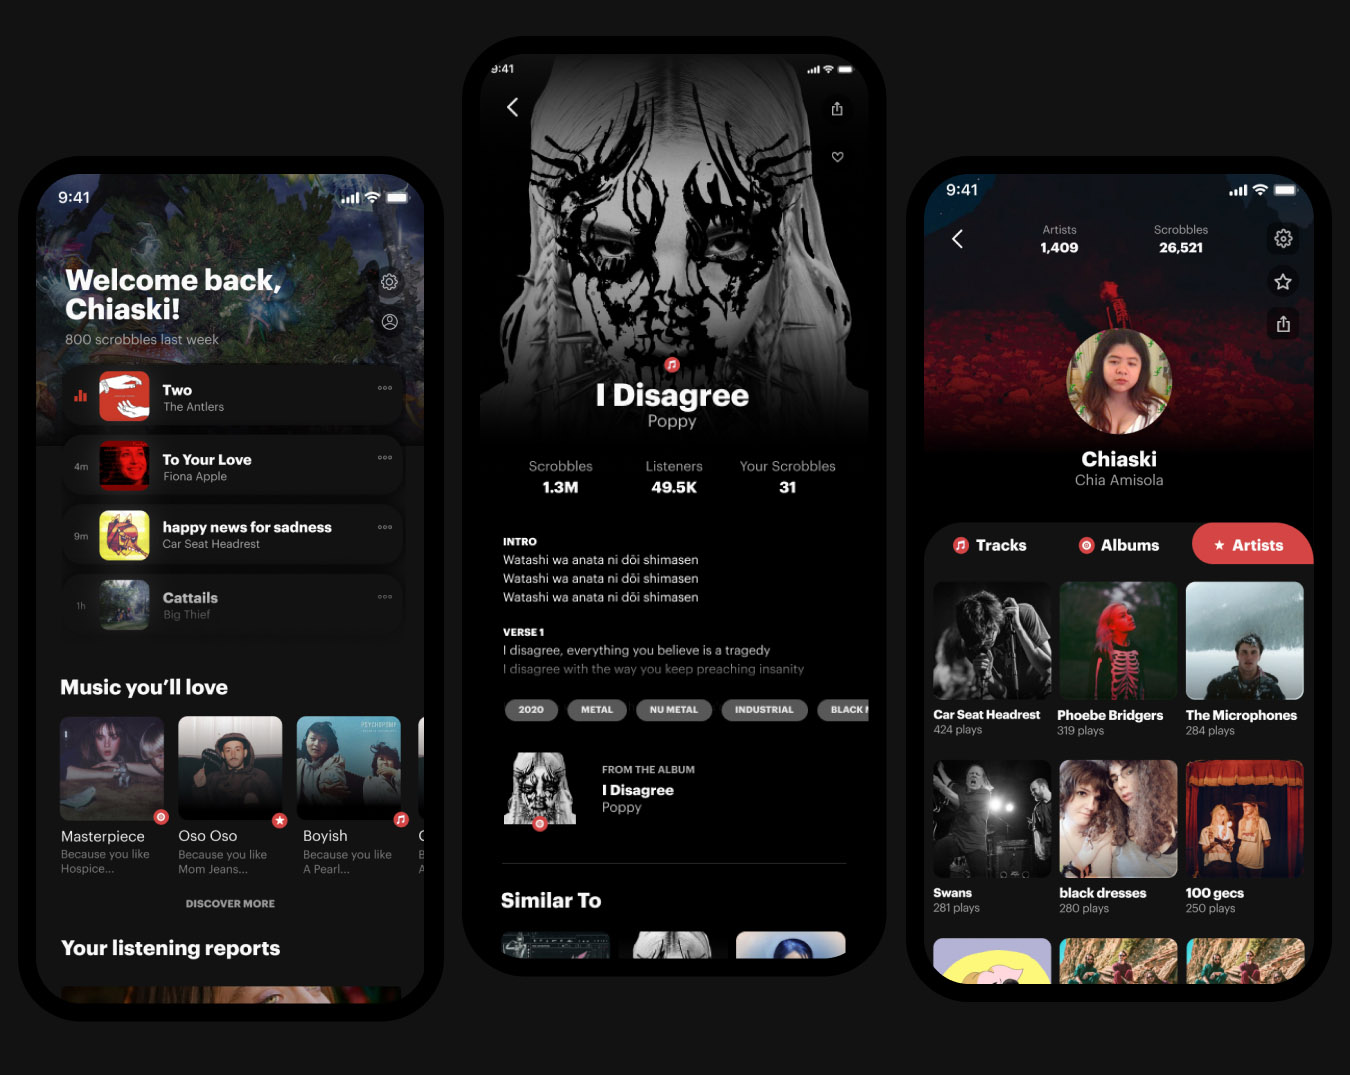 9:41
Welcome back,
Chiaski!
800 scrobbles last week
Two
The Antlers
4m
To Your Love
Fiona Apple
9m
happy news for sadness
Car Seat Headrest
1h
Cattails
Big Thief
Music you'll love
Masterpiece
Because you like
Hospice...
Oso Oso
Because you like
Mom Jeans...
Boyish
Because you like
A Pearl...
DISCOVER MORE
Your listening reports
9:41
I Disagree
Poppy
Scrobbles
1.3M
Listeners
49.5K
Your Scrobbles
31
INTRO
Watashi wa anata ni dōi shimasen
Watashi wa anata ni dōi shimasen
Watashi wa anata ni dōi shimasen
VERSE 1
I disagree, everything you believe is a tragedy
I disagree with the way you keep preaching insanity
2020
METAL
NU METAL
INDUSTRIAL
BLACK
FROM THE ALBUM
I Disagree
Poppy
Similar To
9:41
Artists
1,409
Scrobbles
26,521
Chiaski
Chia Amisola
Tracks
Albums
Artists
Car Seat Headrest
424 plays
Phoebe Bridgers
319 plays
The Microphones
284 plays
Swans
281 plays
black dresses
280 plays
100 gecs
250 plays